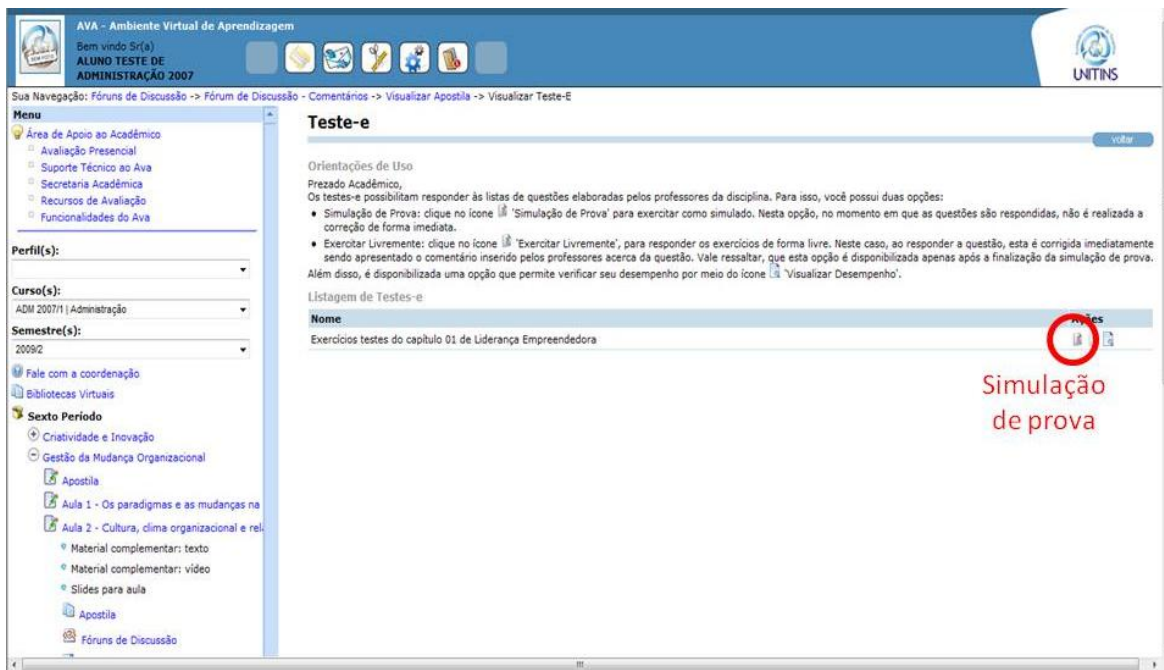 AVA - Ambiente Virtual de Aprendizagem
Bem vindo Sr(a)
ALUNO TESTE DE
ADMINISTRAÇÃO 2007
UNITINS
Sua Navegação: Fóruns de Discussão -> Fórum de Discussão - Comentários -> Visualizar Apostila -> Visualizar Teste-E
Menu
Área de Apoio ao Acadêmico
Avaliação Presencial
Suporte Técnico ao Ava
Secretaria Acadêmica
Recursos de Avaliação
Funcionalidades do Ava
Perfil(s):
Curso(s):
ADM 2007/1 | Administração
Semestre(s):
2009/2
Fale com a coordenação
Bibliotecas Virtuais
Sexto Período
Criatividade e Inovação
Gestão da Mudança Organizacional
Apostila
Aula 1 - Os paradigmas e as mudanças na
Aula 2 - Cultura, clima organizacional e rel
Material complementar: texto
Material complementar: vídeo
Slides para aula
Apostila
Fóruns de Discussão
Teste-e
voltar
Orientações de Uso
Prezado Acadêmico,
Os testes-e possibilitam responder às listas de questões elaboradas pelos professores da disciplina. Para isso, você possui duas opções:
Simulação de Prova: clique no ícone 'Simulação de Prova' para exercitar como simulado. Nesta opção, no momento em que as questões são respondidas, não é realizada a
correção de forma imediata.
Exercitar Livremente: clique no ícone 'Exercitar Livremente', para responder os exercícios de forma livre. Neste caso, ao responder a questão, esta é corrigida imediatamente
sendo apresentado o comentário inserido pelos professores acerca da questão. Vale ressaltar, que esta opção é disponibilizada apenas após a finalização da simulação de prova.
Além disso, é disponibilizada uma opção que permite verificar seu desempenho por meio do ícone 'Visualizar Desempenho'.
Listagem de Testes-e
Nome Ações
Exercícios testes do capítulo 01 de Liderança Empreendedora
Simulação
de prova